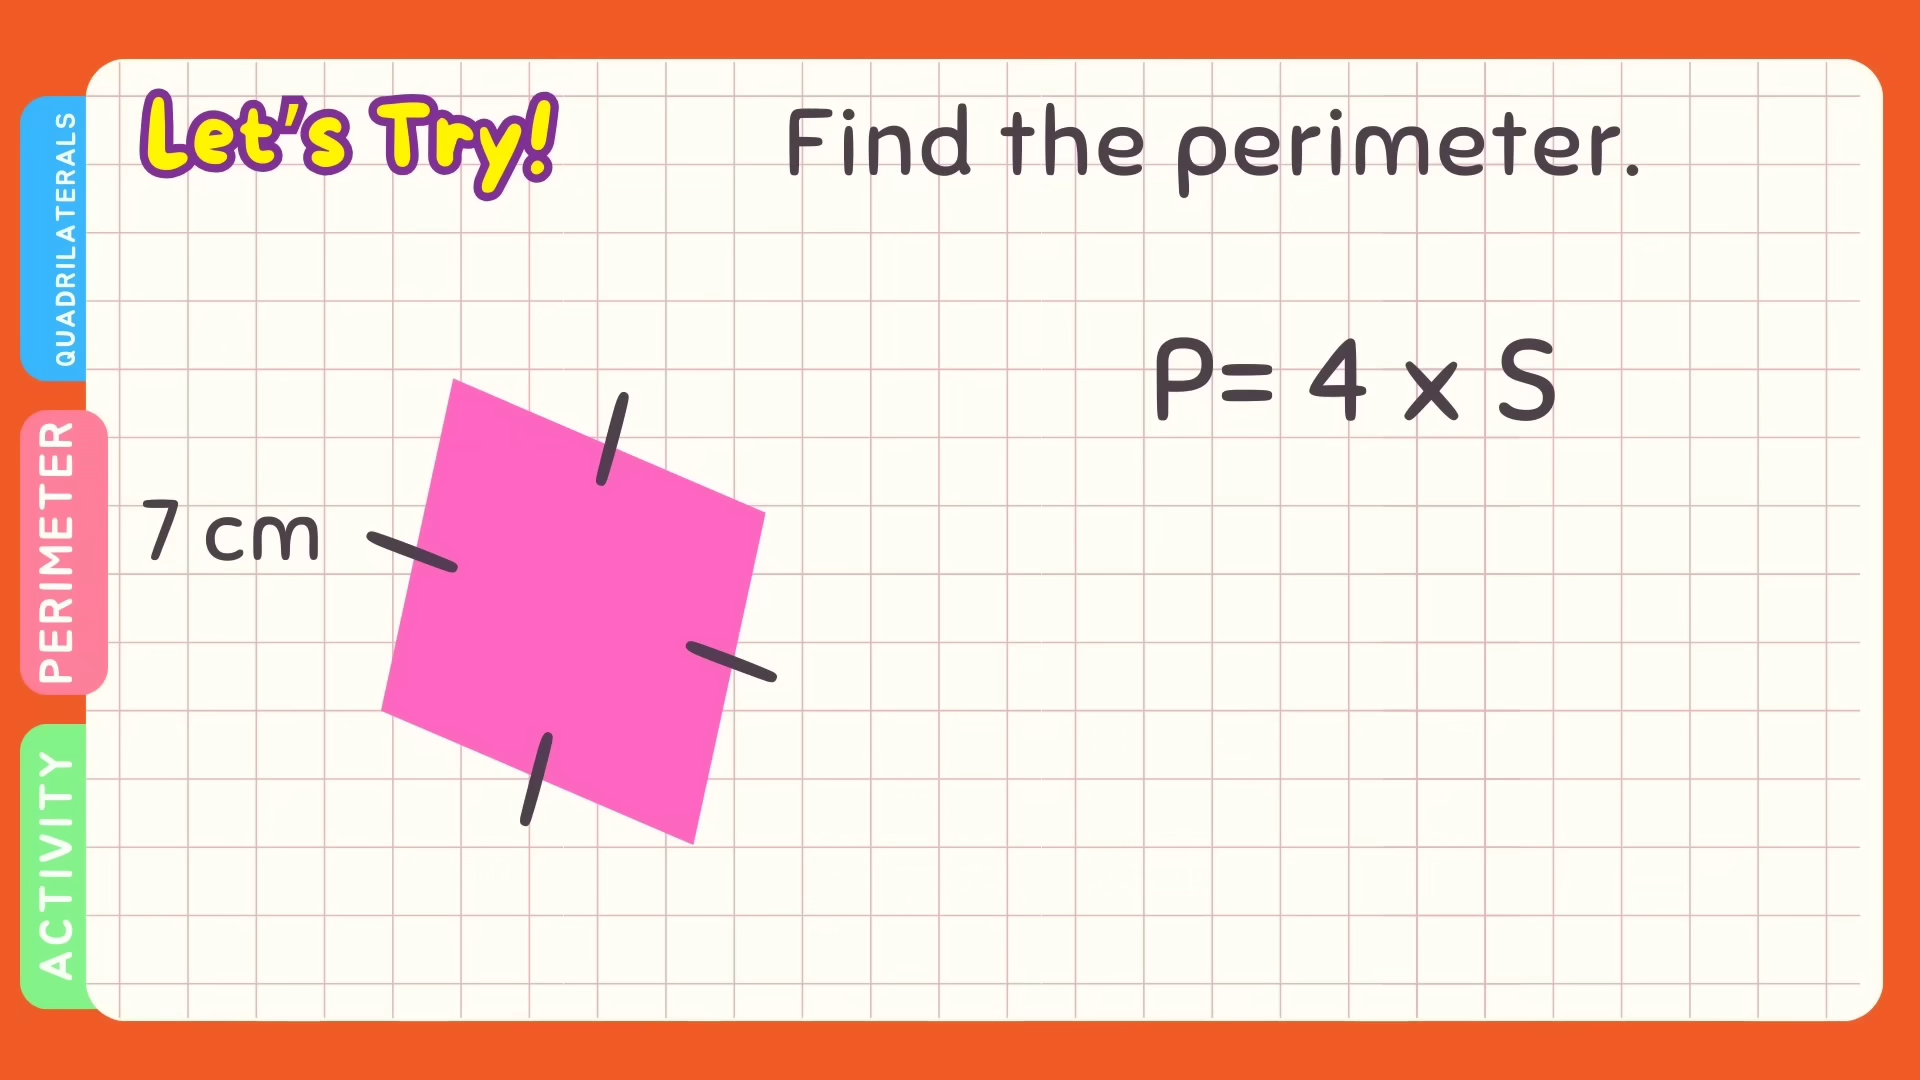 Let's Try!
Find the perimeter.
QUADRILATERALS
P= 4 x S
PERIMETER
7 cm
ACTIVITY